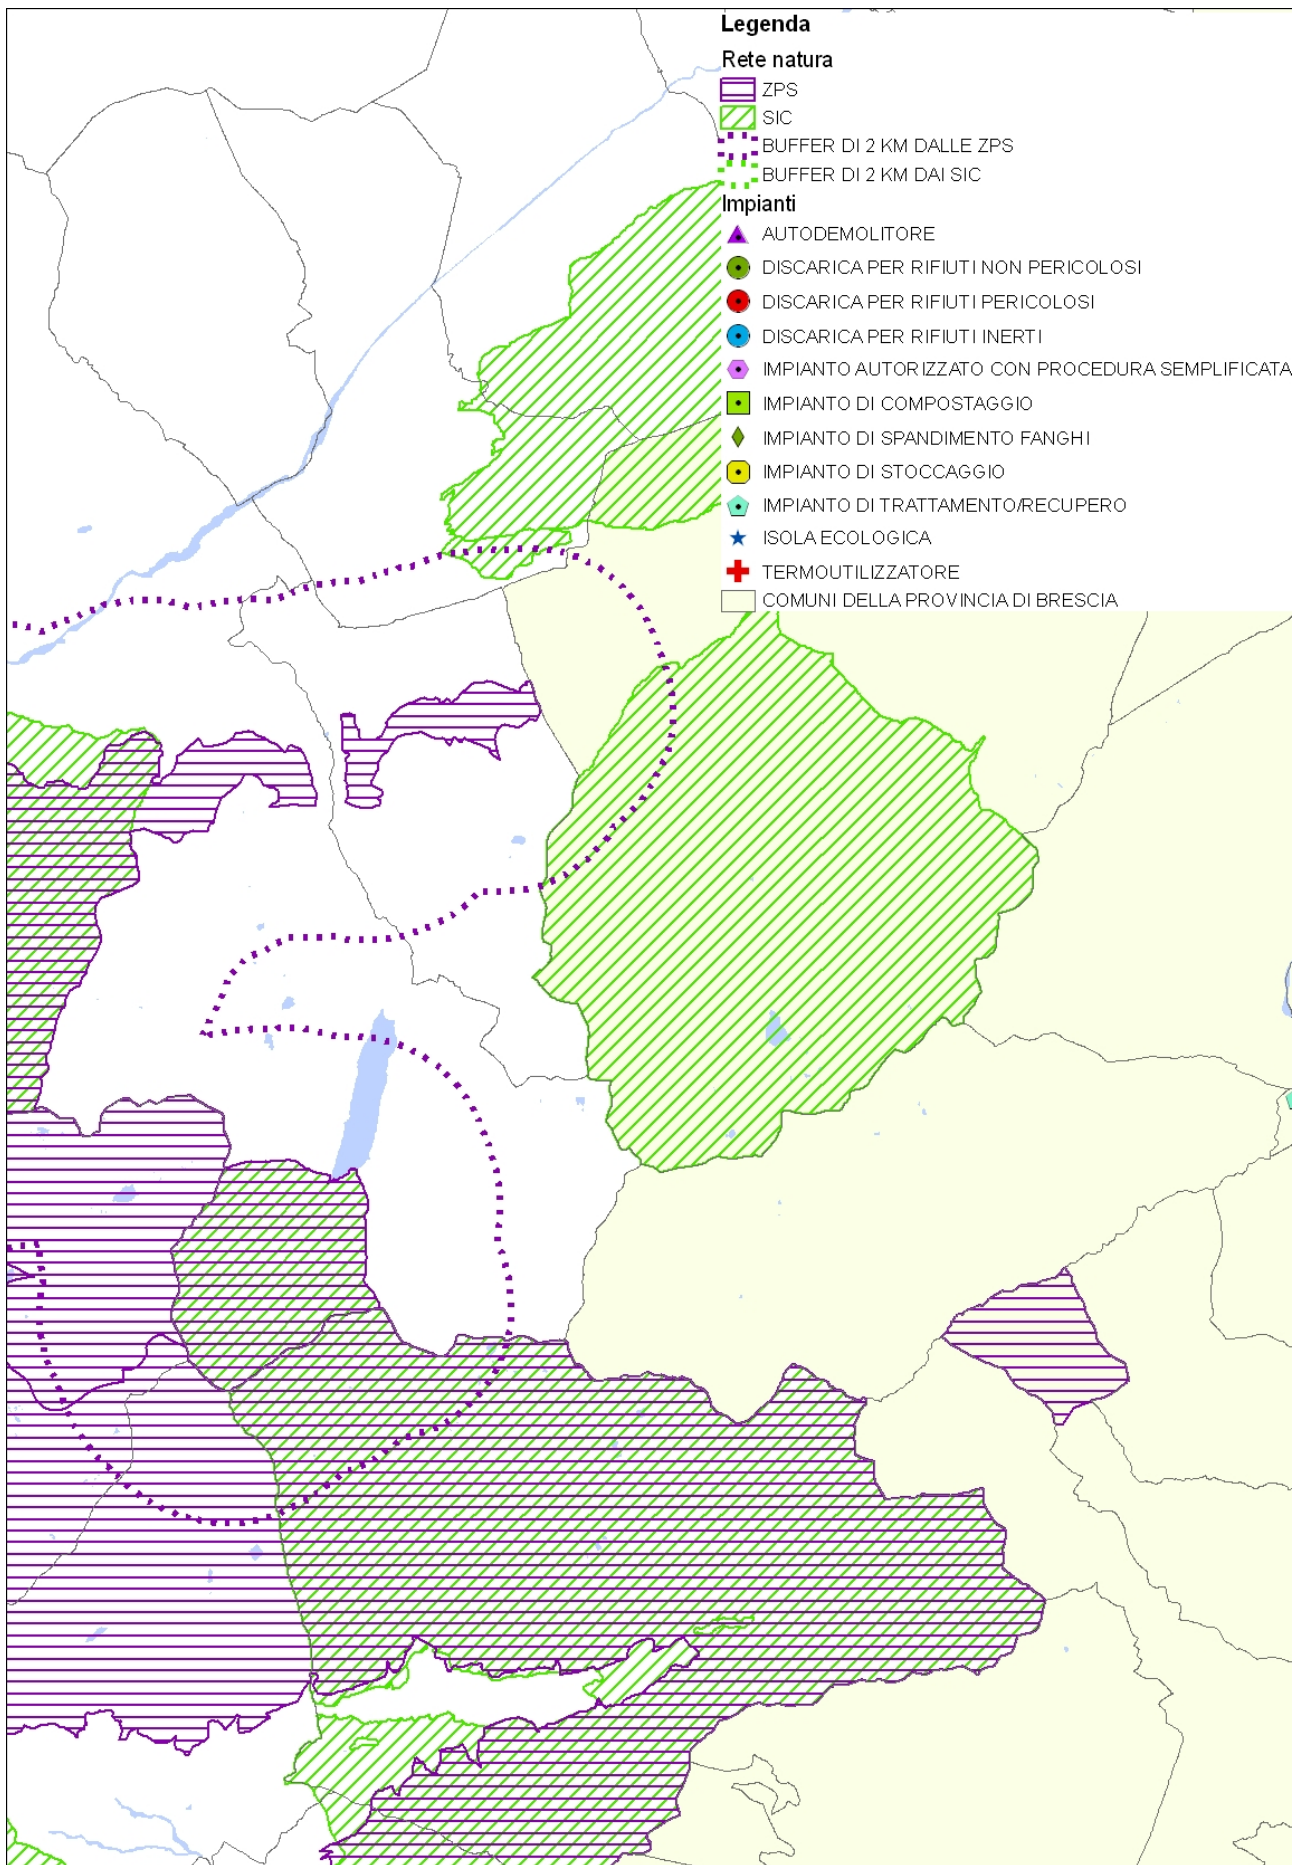 Legenda
Rete natura
ZPS
SIC
BUFFER DI 2 KM DALLE ZPS
BUFFER DI 2 KM DAI SIC
Impianti
AUTODEMOLITORE
DISCARICA PER RIFIUTI NON PERICOLOSI
DISCARICA PER RIFIUTI PERICOLOSI
DISCARICA PER RIFIUTI INERTI
IMPIANTO AUTORIZZATO CON PROCEDURA SEMPLIFICATA
IMPIANTO DI COMPOSTAGGIO
IMPIANTO DI SPANDIMENTO FANGHI
IMPIANTO DI STOCCAGGIO
IMPIANTO DI TRATTAMENTO/RECUPERO
ISOLA ECOLOGICA
TERMOUTILIZZATORE
COMUNI DELLA PROVINCIA DI BRESCIA